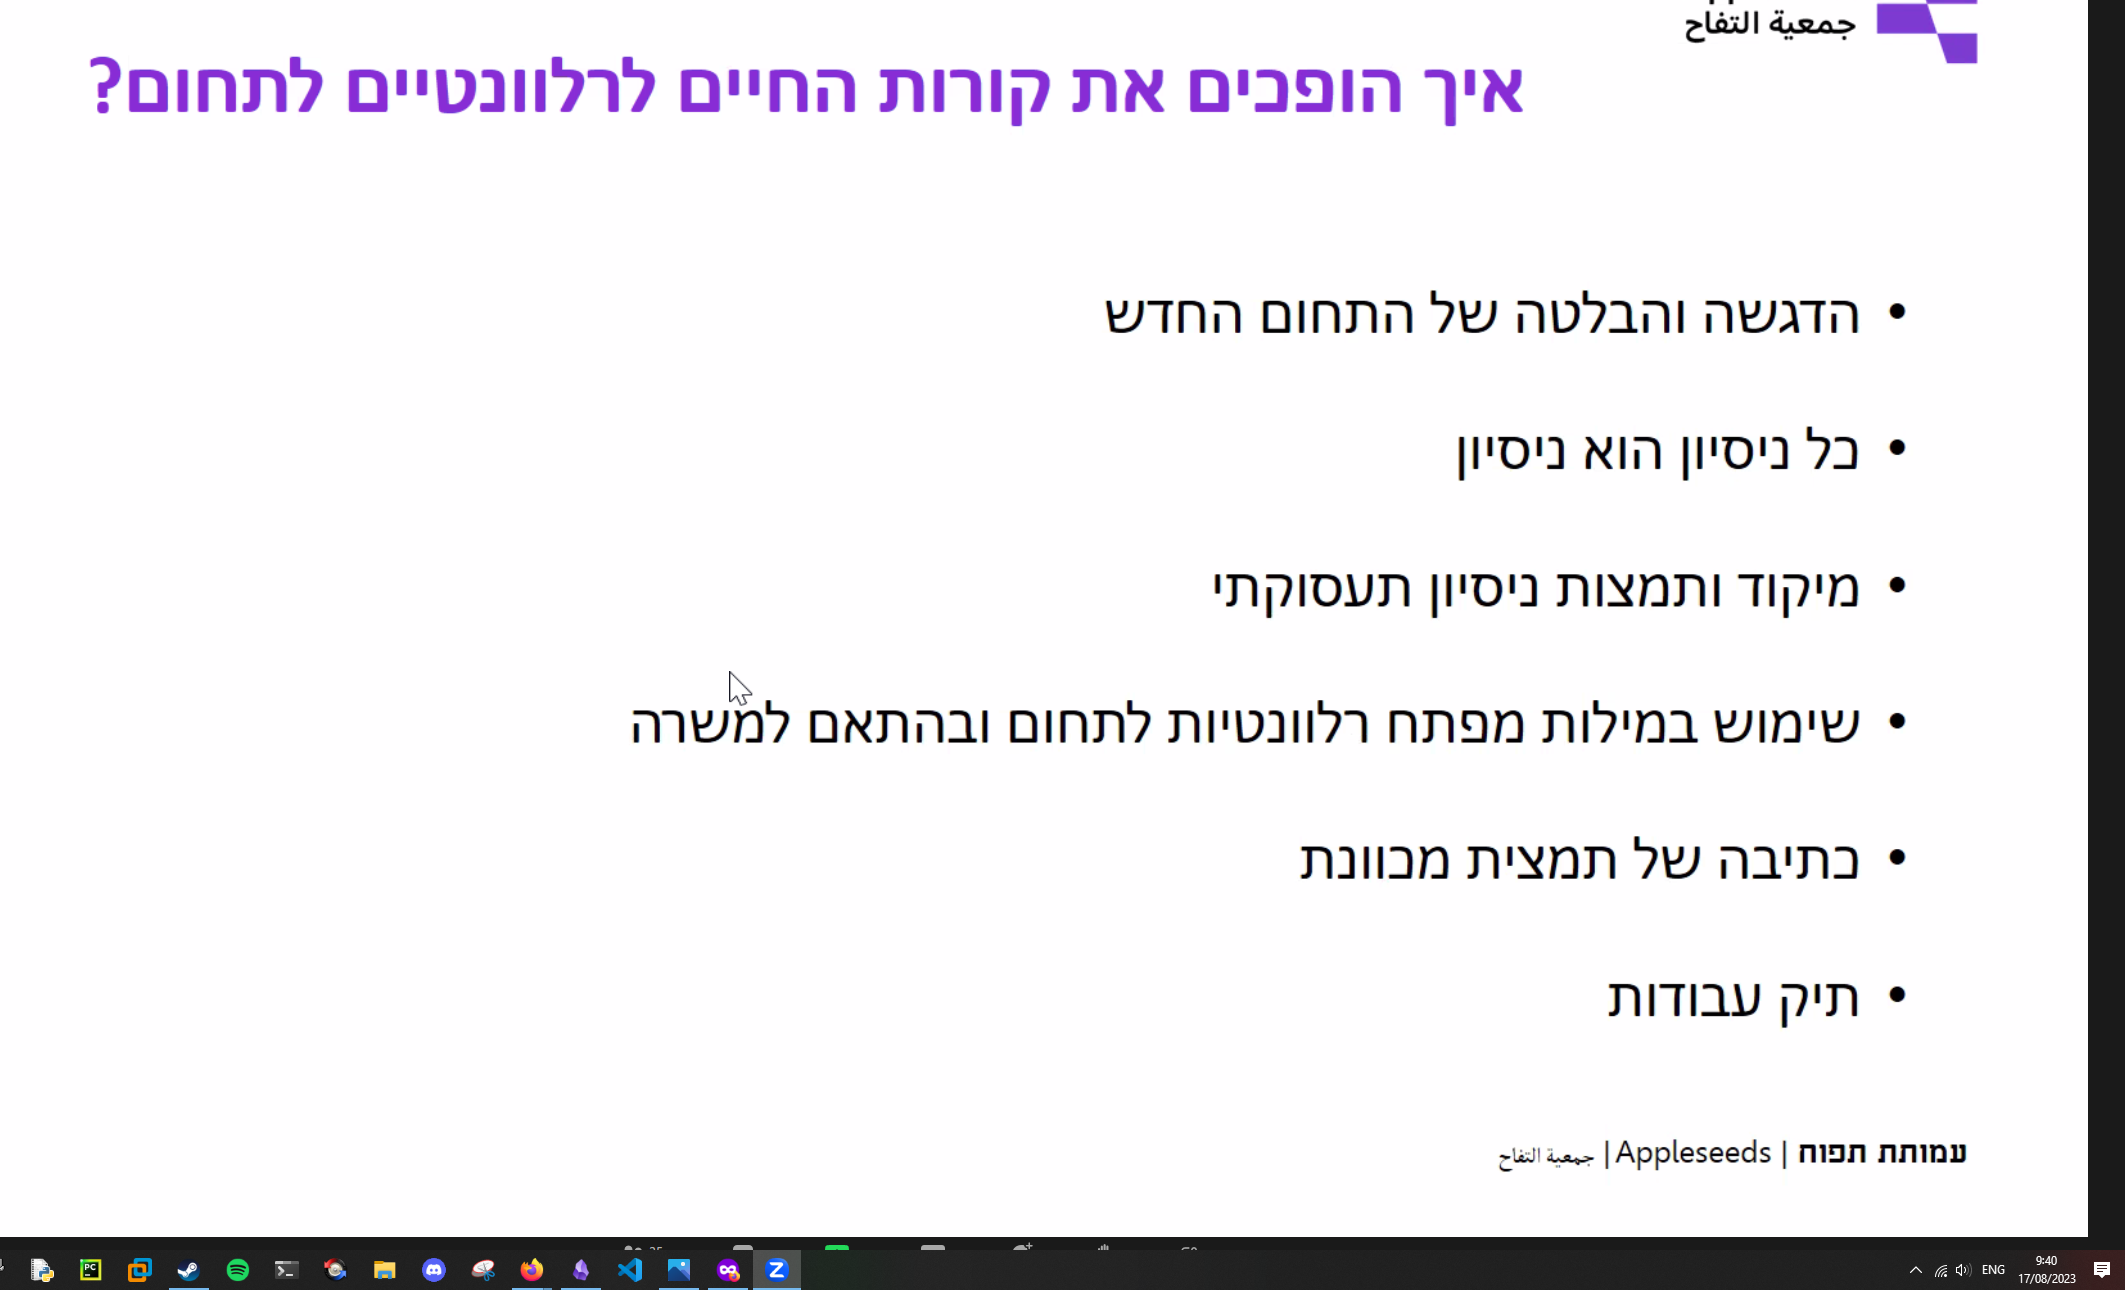 جمعية التفاح
איך הופכים את קורות החיים לרלוונטיים לתחום?
• הדגשה והבלטה של התחום החדש
• כל ניסיון הוא ניסיון
• מיקוד ותמצות ניסיון תעסוקתי
• שימוש במילות מפתח רלוונטיות לתחום ובהתאם למשרה
• כתיבה של תמצית מכוונת
• תיק עבודות
עמותת תפוח | Appleseeds | جمعية التفاح
PC
ENG
9:40
17/08/2023